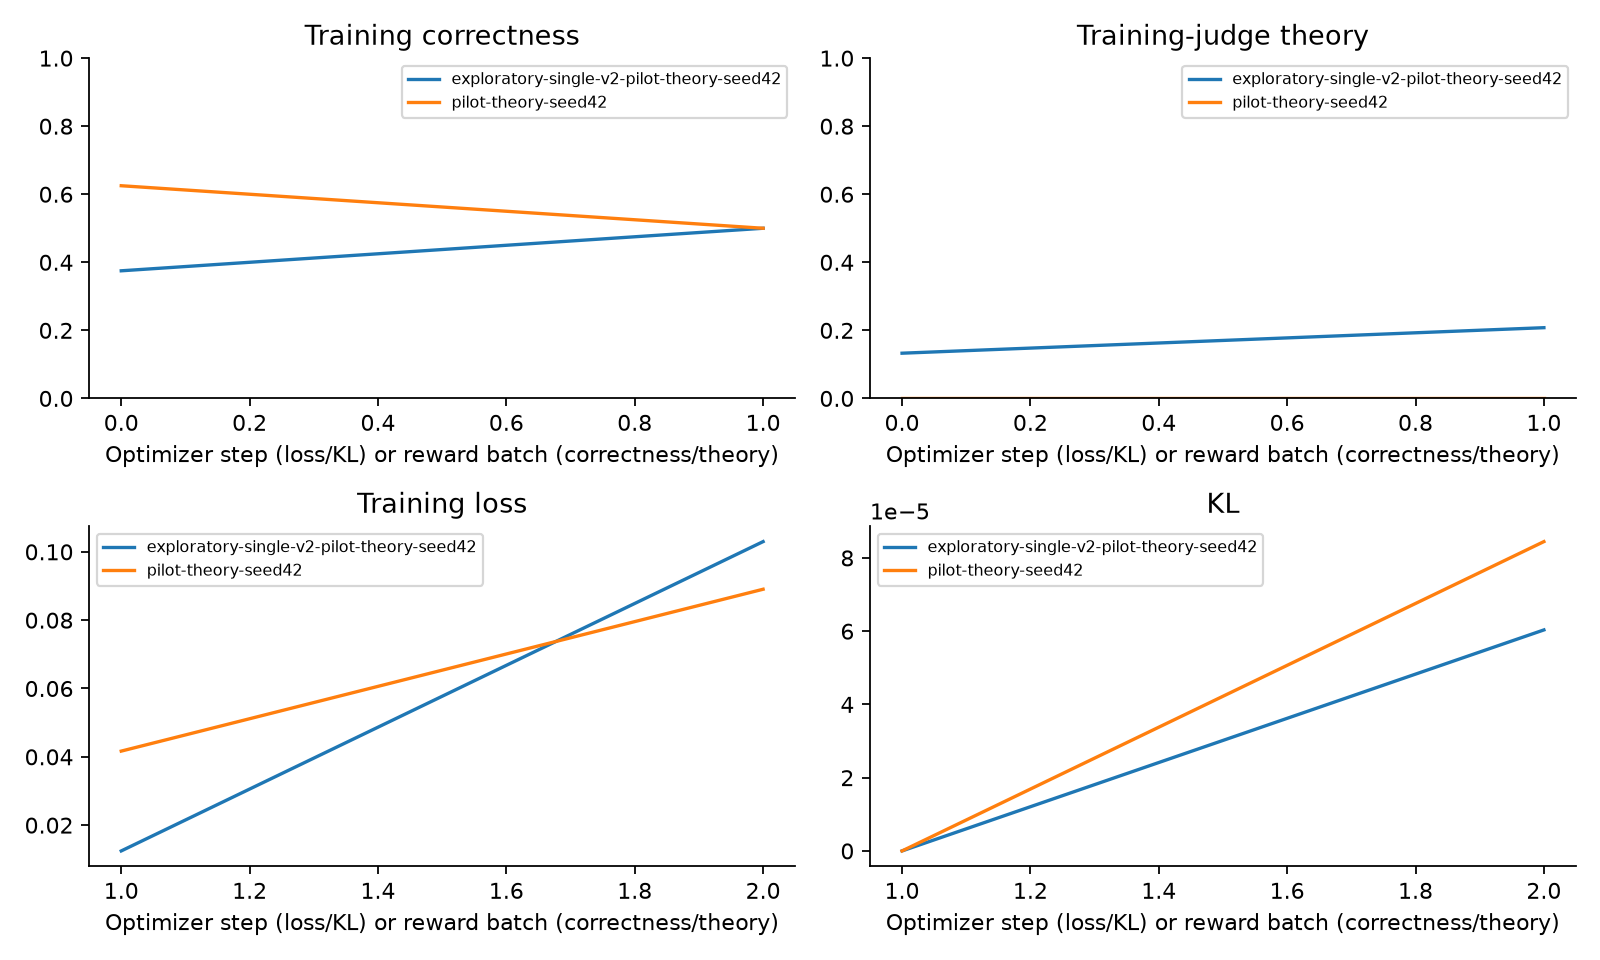 Training correctness
1.0
0.8
0.6
0.4
0.2
0.0
exploratory-single-v2-pilot-theory-seed42
pilot-theory-seed42
0.0 0.2 0.4 0.6 0.8 1.0
Optimizer step (loss/KL) or reward batch (correctness/theory)
Training-judge theory
1.0
0.8
0.6
0.4
0.2
0.0
exploratory-single-v2-pilot-theory-seed42
pilot-theory-seed42
0.0 0.2 0.4 0.6 0.8 1.0
Optimizer step (loss/KL) or reward batch (correctness/theory)
Training loss
0.10
0.08
0.06
0.04
0.02
exploratory-single-v2-pilot-theory-seed42
pilot-theory-seed42
1.0 1.2 1.4 1.6 1.8 2.0
Optimizer step (loss/KL) or reward batch (correctness/theory)
KL
1e−5
8
6
4
2
0
exploratory-single-v2-pilot-theory-seed42
pilot-theory-seed42
1.0 1.2 1.4 1.6 1.8 2.0
Optimizer step (loss/KL) or reward batch (correctness/theory)